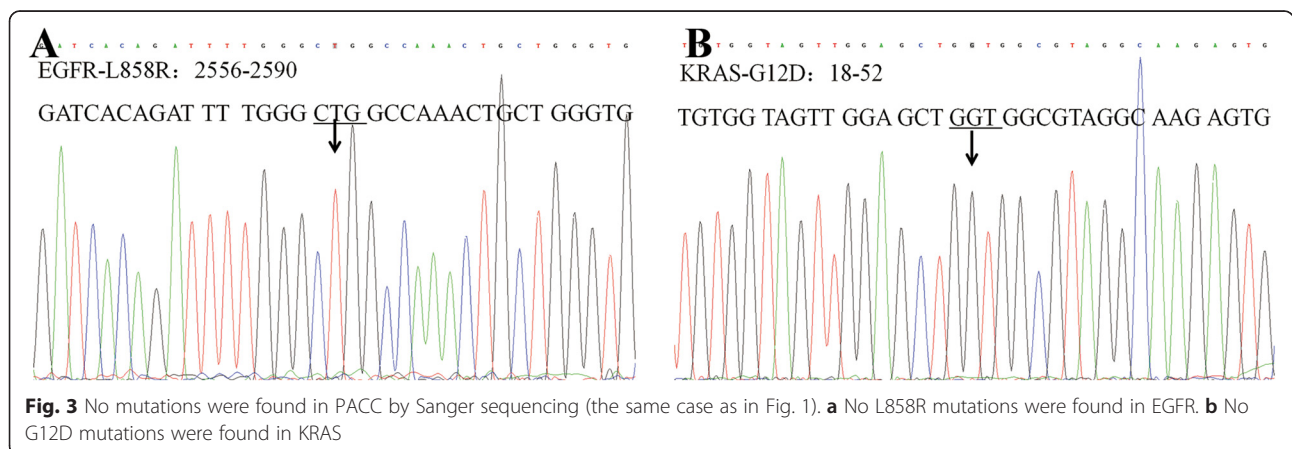 A
G A T C A C A G A T T T T G G G C T G G C C A A A C T G C T G G G T G
EGFR-L858R: 2556-2590
GATCACAGAT TT TGGG CTG GCCAAACTGCT GGGTG
B
T G T G G T A G T T G G A G C T G G T G G C G T A G G C A A G A G T G
KRAS-G12D: 18-52
TGTGG TAGTT GGA GCT GGT GGCGTAGGC AAG AGTG
Fig. 3 No mutations were found in PACC by Sanger sequencing (the same case as in Fig. 1). a No L858R mutations were found in EGFR. b No
G12D mutations were found in KRAS